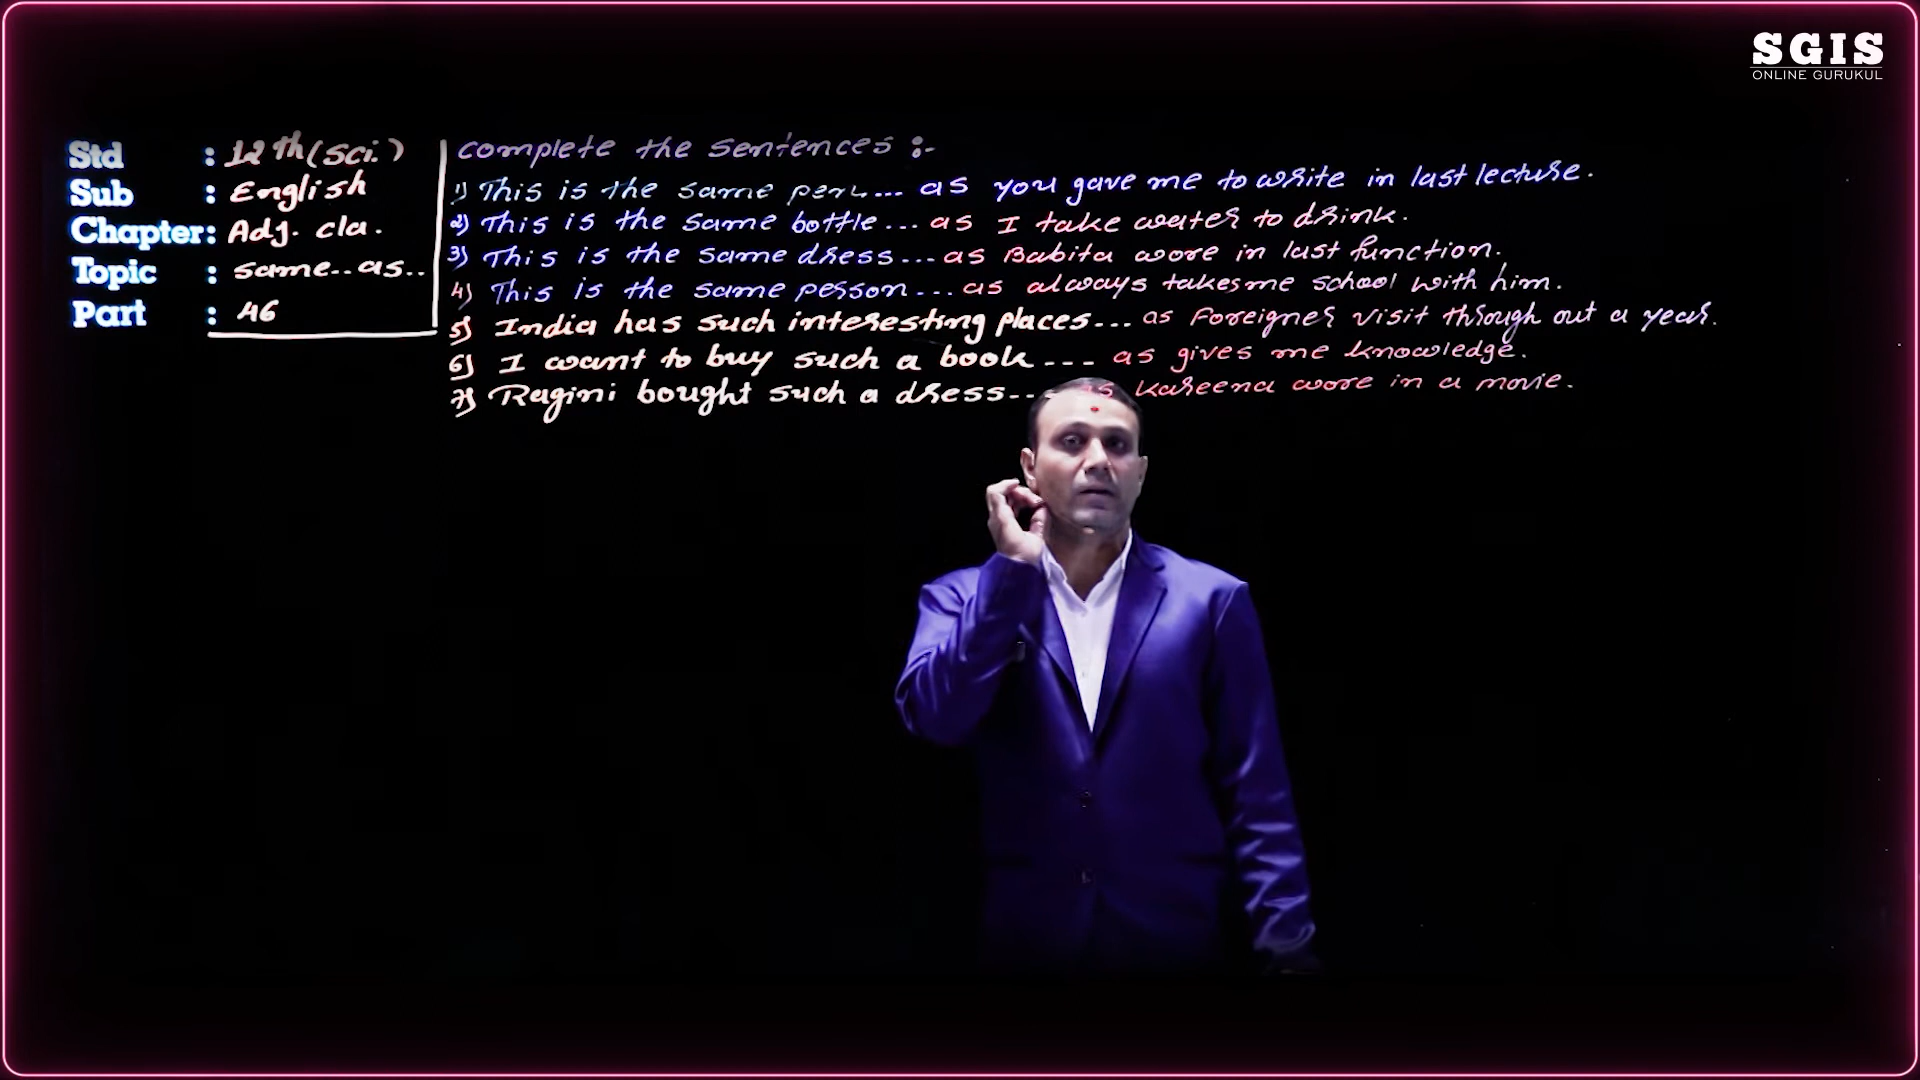 SGIS
ONLINE GURUKUL
Std : 12th (Sci.)
Sub : English
Chapter : Adj. cla.
Topic : same..as..
Part : 46
complete the sentences :-
1) This is the same pen... as you gave me to write in last lecture.
2) This is the same bottle... as I take water to drink.
3) This is the same dress... as Babita wore in last function.
4) This is the same person... as always takes me school with him.
5) India has such interesting places... as Foreigner visit through out a year.
6) I want to buy such a book --- as gives me knowledge.
7) Ragini bought such a dress... as Kareena wore in a movie.